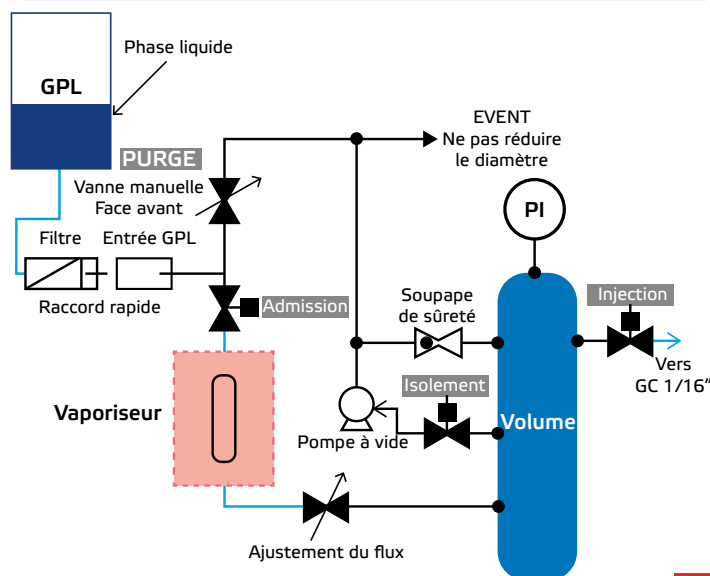 Phase liquide
GPL
EVENT
Ne pas réduire
le diamètre
PURGE
Vanne manuelle
Face avant
PI
Filtre
Entrée GPL
Raccord rapide
Admission
Soupape
de sûreté
Injection
Vers
GC 1/16”
Isolement
Vaporiseur
Volume
Pompe à vide
Ajustement du flux